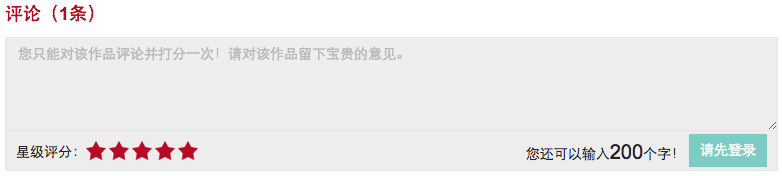 评论（1条）
您只能对该作品评论并打分一次！请对该作品留下宝贵的意见。
星级评分： 您还可以输入200个字！ 请先登录